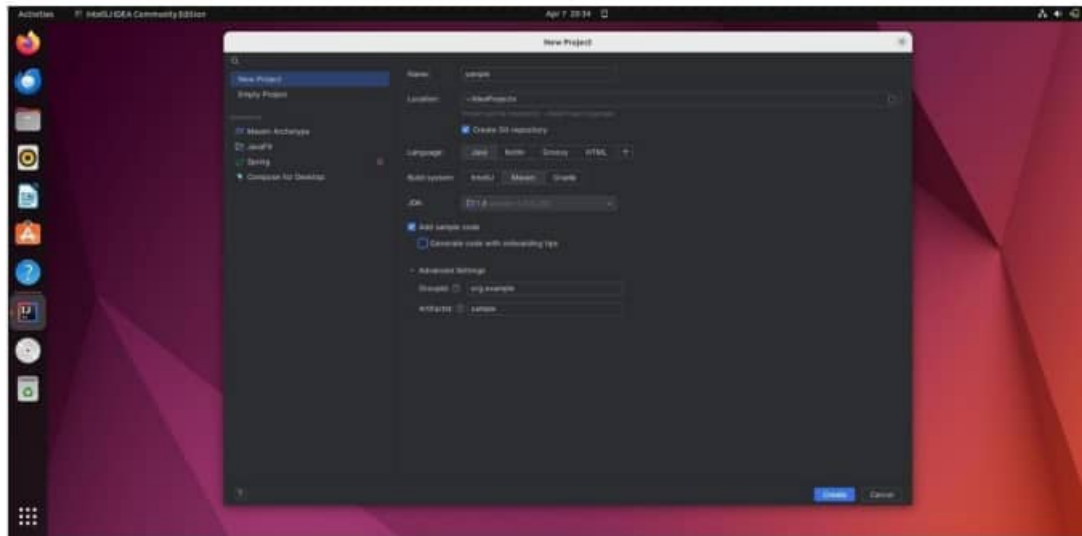 Activities IntelliJ IDEA Community Edition Apr 7 20:34
New Project
New Project
Empty Project
Maven Archetype
JavaFX
Spring
Compose for Desktop
Name: sample
Location: ~/IdeaProjects
Create Git repository
Language: Java Kotlin Groovy HTML +
Build system: IntelliJ Maven Gradle
JDK: 1.8
Add sample code
Generate code with onboarding tips
Advanced Settings
GroupId: org.example
ArtifactId: sample
?
Create Cancel